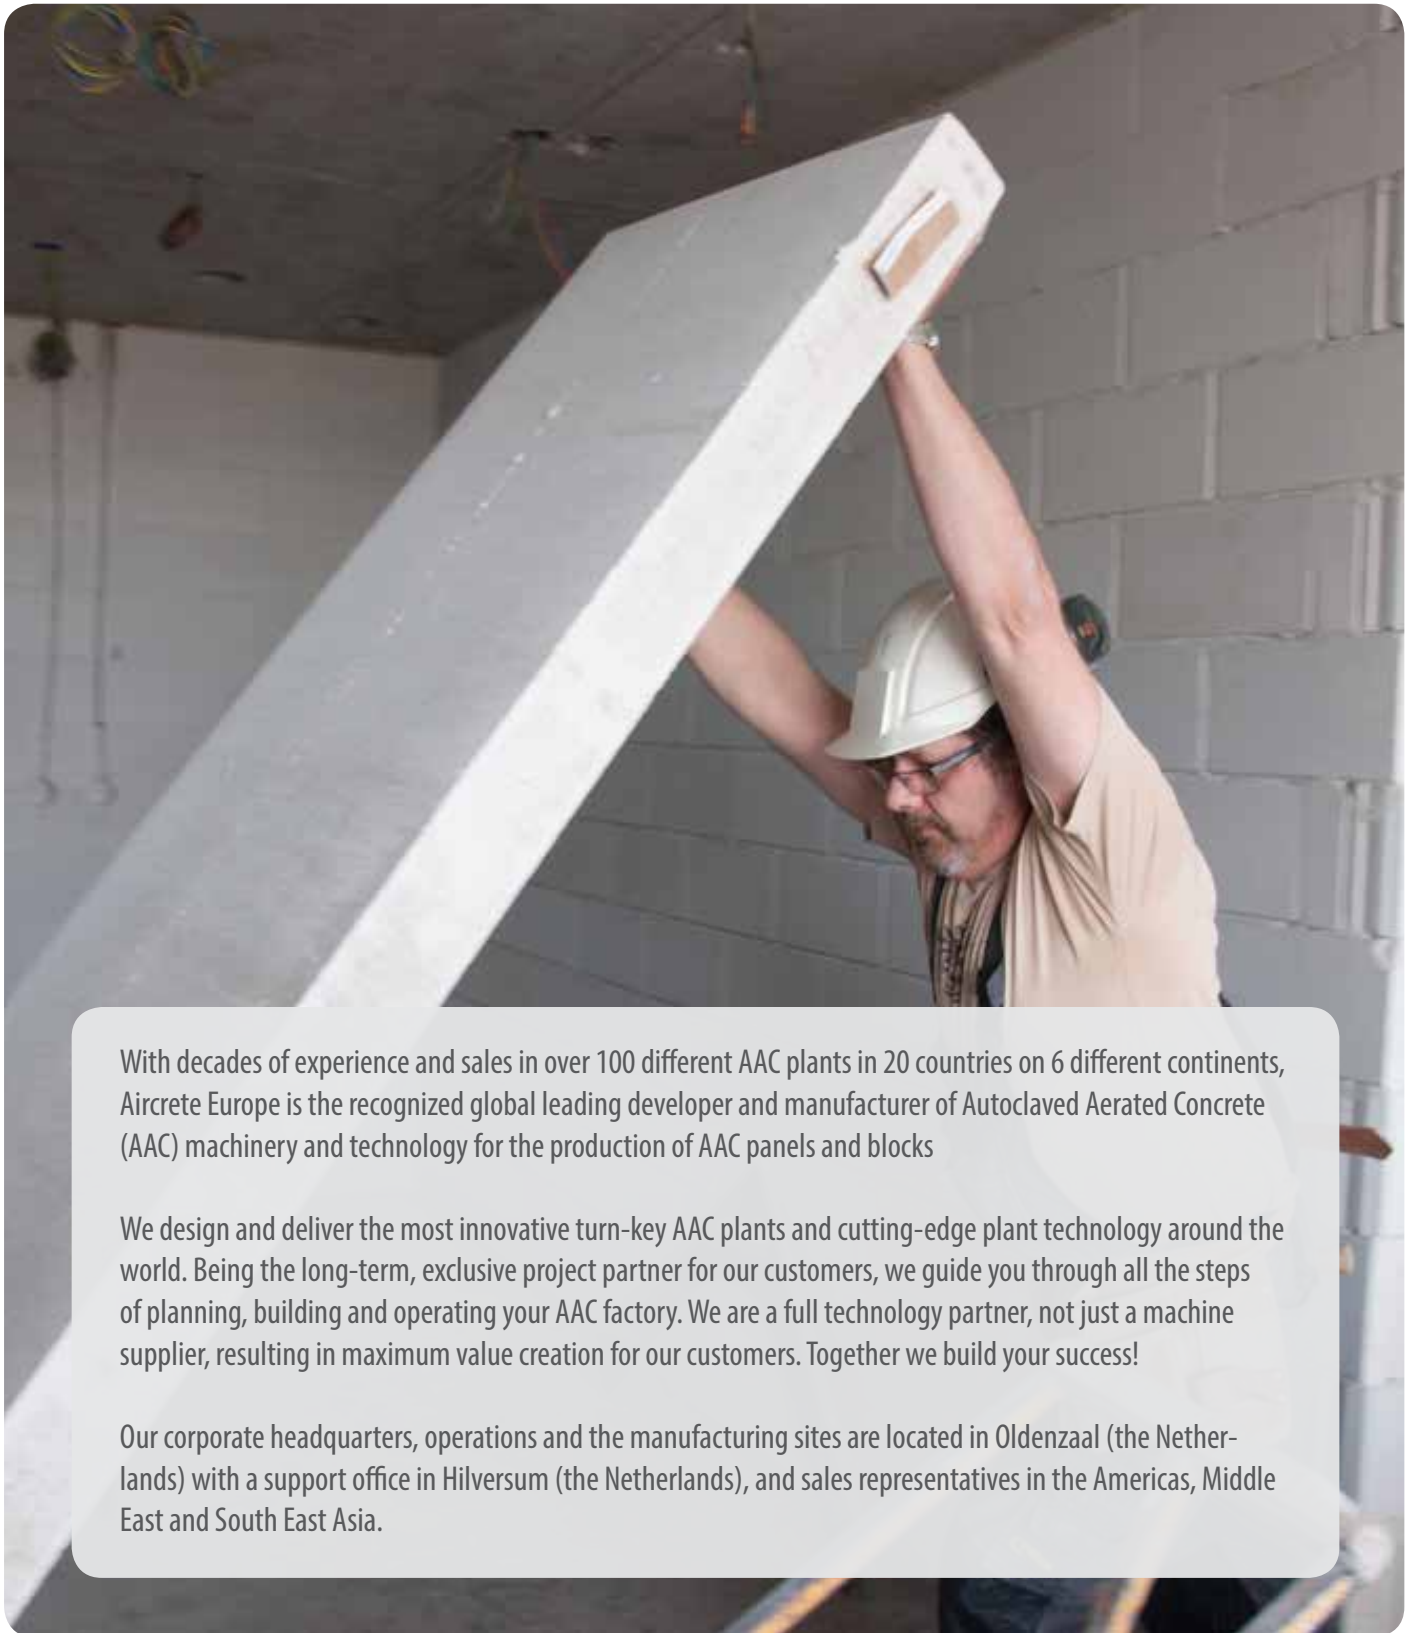 With decades of experience and sales in over 100 different AAC plants in 20 countries on 6 different continents,
Aircrete Europe is the recognized global leading developer and manufacturer of Autoclaved Aerated Concrete
(AAC) machinery and technology for the production of AAC panels and blocks
We design and deliver the most innovative turn-key AAC plants and cutting-edge plant technology around the
world. Being the long-term, exclusive project partner for our customers, we guide you through all the steps
of planning, building and operating your AAC factory. We are a full technology partner, not just a machine
supplier, resulting in maximum value creation for our customers. Together we build your success!
Our corporate headquarters, operations and the manufacturing sites are located in Oldenzaal (the Nether-
lands) with a support office in Hilversum (the Netherlands), and sales representatives in the Americas, Middle
East and South East Asia.